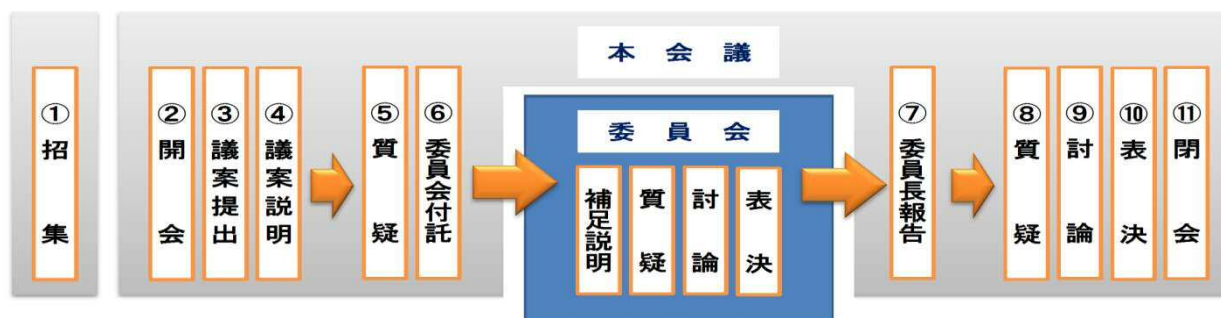 本会議
①招集
②開会
③議案提出
④議案説明
⑤質疑
⑥委員会付託
委員会
補足説明
質疑
討論
表決
⑦委員長報告
⑧質疑
⑨討論
⑩表決
⑪閉会